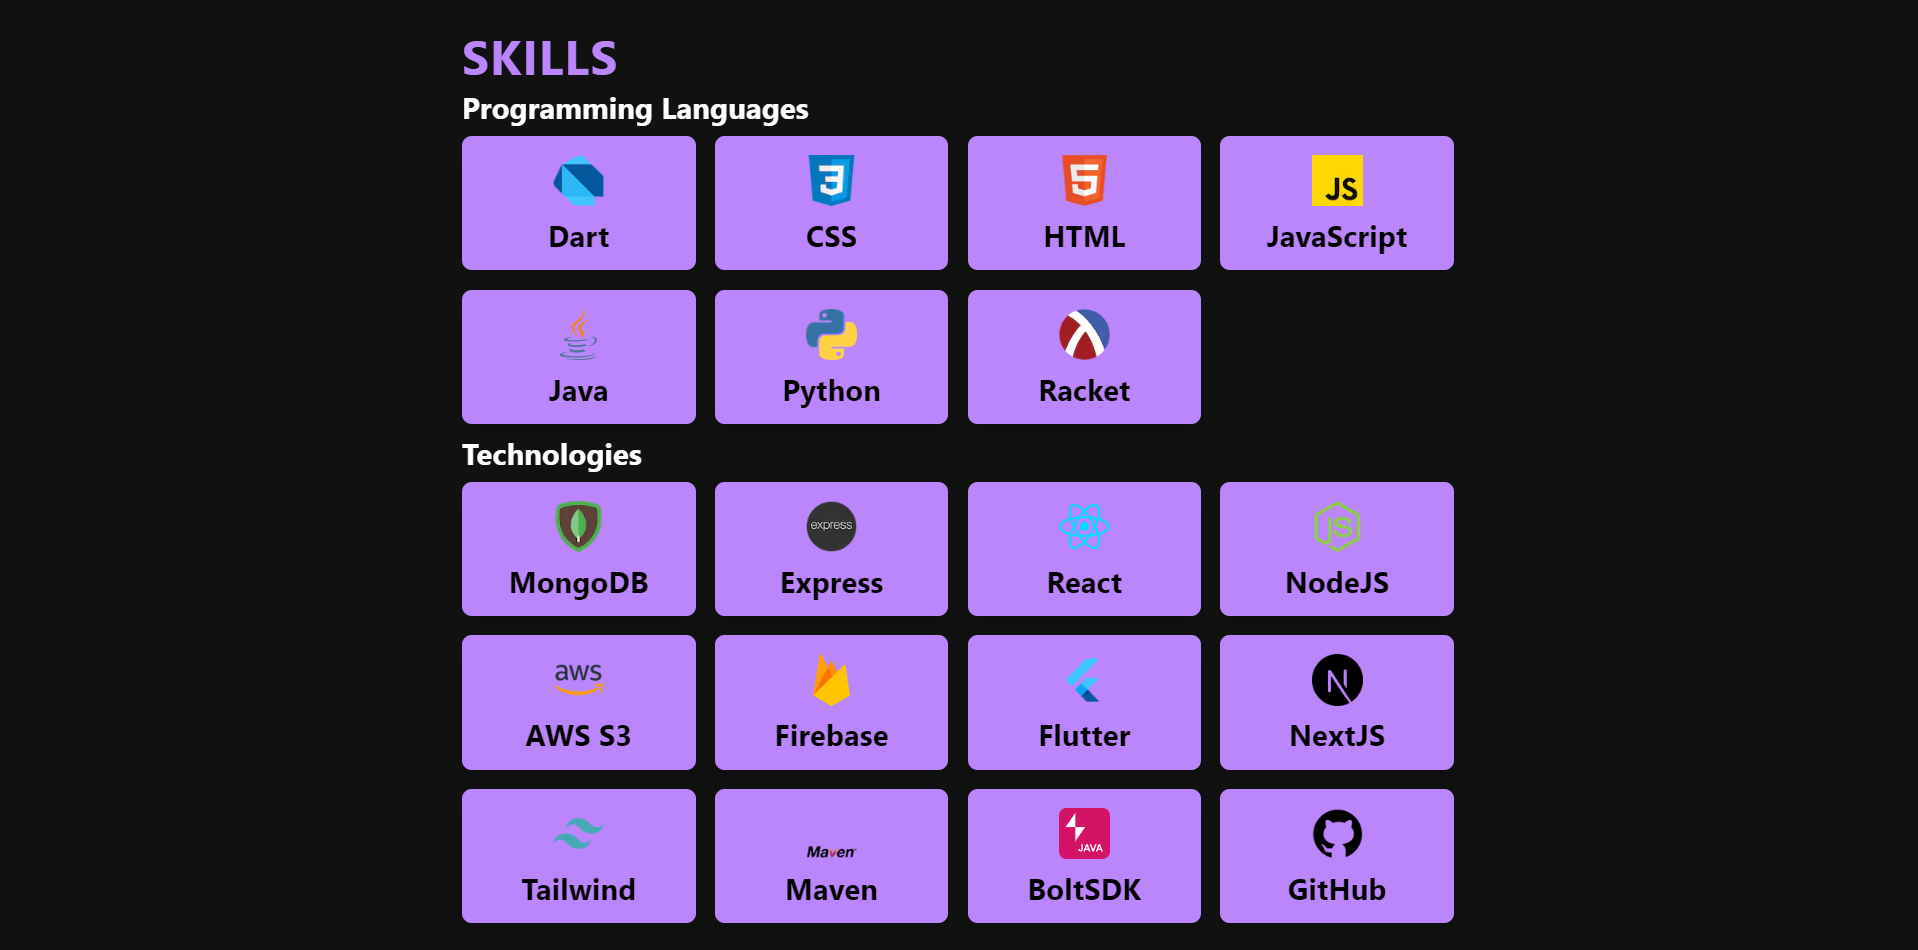 SKILLS
Programming Languages
3
5
JS
Dart
CSS
HTML
JavaScript
Java
Python
Racket
Technologies
express
JS
MongoDB
Express
React
NodeJS
aws
N
AWS S3
Firebase
Flutter
NextJS
Maven
JAVA
Tailwind
Maven
BoltSDK
GitHub